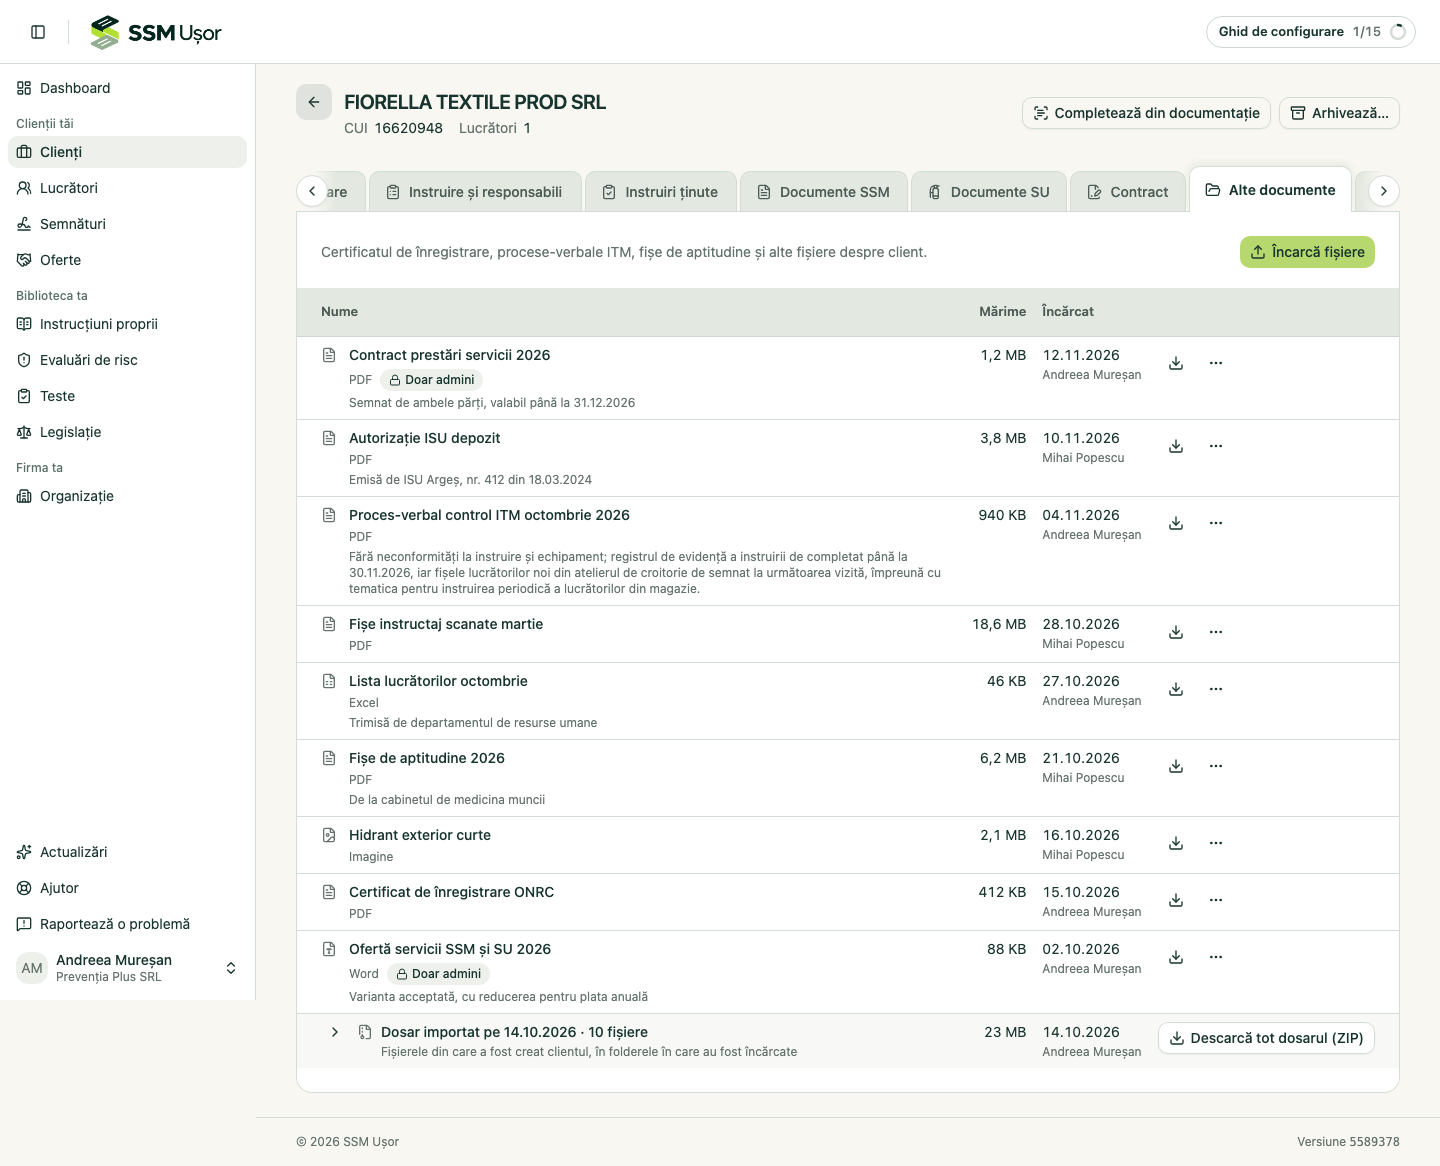 SSM Ușor
Ghid de configurare 1/15
Dashboard
Clienții tăi
Clienți
Lucrători
Semnături
Oferte
Biblioteca ta
Instrucțiuni proprii
Evaluări de risc
Teste
Legislație
Firma ta
Organizație
Actualizări
Ajutor
Raportează o problemă
AM
Andreea Mureșan
Prevenția Plus SRL
FIORELLA TEXTILE PROD SRL
CUI 16620948 Lucrători 1
Completează din documentație
Arhivează...
are
Instruire și responsabili
Instruiri ținute
Documente SSM
Documente SU
Contract
Alte documente
Certificatul de înregistrare, procese-verbale ITM, fișe de aptitudine și alte fișiere despre client.
Încarcă fișiere
Nume Mărime Încărcat
Contract prestări servicii 2026 1,2 MB 12.11.2026
PDF Doar admini Andreea Mureșan
Semnat de ambele părți, valabil până la 31.12.2026
Autorizație ISU depozit 3,8 MB 10.11.2026
PDF Mihai Popescu
Emisă de ISU Argeș, nr. 412 din 18.03.2024
Proces-verbal control ITM octombrie 2026 940 KB 04.11.2026
PDF Andreea Mureșan
Fără neconformități la instruire și echipament; registrul de evidență a instruirii de completat până la
30.11.2026, iar fișele lucrătorilor noi din atelierul de croitorie de semnat la următoarea vizită, împreună cu
tematica pentru instruirea periodică a lucrătorilor din magazie.
Fișe instructaj scanate martie 18,6 MB 28.10.2026
PDF Mihai Popescu
Lista lucrătorilor octombrie 46 KB 27.10.2026
Excel Andreea Mureșan
Trimisă de departamentul de resurse umane
Fișe de aptitudine 2026 6,2 MB 21.10.2026
PDF Mihai Popescu
De la cabinetul de medicina muncii
Hidrant exterior curte 2,1 MB 16.10.2026
Imagine Mihai Popescu
Certificat de înregistrare ONRC 412 KB 15.10.2026
PDF Andreea Mureșan
Ofertă servicii SSM și SU 2026 88 KB 02.10.2026
Word Doar admini Andreea Mureșan
Varianta acceptată, cu reducerea pentru plata anuală
Dosar importat pe 14.10.2026 · 10 fișiere 23 MB 14.10.2026
Fișierele din care a fost creat clientul, în folderele în care au fost încărcate Andreea Mureșan
Descarcă tot dosarul (ZIP)
© 2026 SSM Ușor
Versiune 5589378